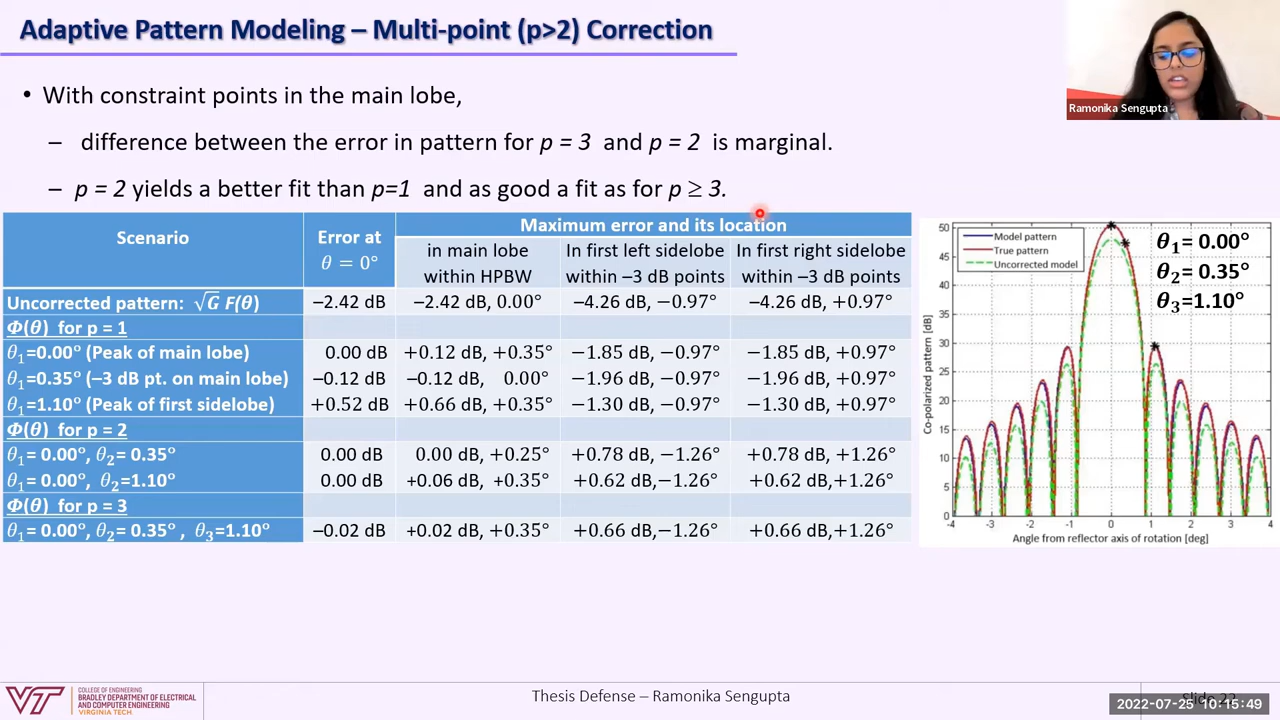 Adaptive Pattern Modeling – Multi-point (p>2) Correction
Ramonika Sengupta
• With constraint points in the main lobe,
– difference between the error in pattern for p = 3 and p = 2 is marginal.
– p = 2 yields a better fit than p=1 and as good a fit as for p ≥ 3.
Scenario
Error at θ = 0°
Maximum error and its location
in main lobe within HPBW
In first left sidelobe within –3 dB points
In first right sidelobe within –3 dB points
Uncorrected pattern: √G F(θ) −2.42 dB −2.42 dB, 0.00° −4.26 dB, −0.97° −4.26 dB, +0.97°
Φ(θ) for p = 1
θ₁=0.00° (Peak of main lobe) 0.00 dB +0.12 dB, +0.35° −1.85 dB, −0.97° −1.85 dB, +0.97°
θ₁=0.35° (–3 dB pt. on main lobe) −0.12 dB −0.12 dB, 0.00° −1.96 dB, −0.97° −1.96 dB, +0.97°
θ₁=1.10° (Peak of first sidelobe) +0.52 dB +0.66 dB, +0.35° −1.30 dB, −0.97° −1.30 dB, +0.97°
Φ(θ) for p = 2
θ₁= 0.00°, θ₂= 0.35° 0.00 dB 0.00 dB, +0.25° +0.78 dB, −1.26° +0.78 dB, +1.26°
θ₁= 0.00°, θ₂=1.10° 0.00 dB +0.06 dB, +0.35° +0.62 dB,−1.26° +0.62 dB,+1.26°
Φ(θ) for p = 3
θ₁= 0.00°, θ₂= 0.35° , θ₃=1.10° −0.02 dB +0.02 dB, +0.35° +0.66 dB,−1.26° +0.66 dB,+1.26°
Model pattern
True pattern
Uncorrected model
θ₁= 0.00°
θ₂= 0.35°
θ₃=1.10°
Co-polarized pattern [dB]
50
45
40
35
30
25
20
15
10
5
0
-4 -3 -2 -1 0 1 2 3 4
Angle from reflector axis of rotation [deg]
VT
COLLEGE OF ENGINEERING
BRADLEY DEPARTMENT OF ELECTRICAL
AND COMPUTER ENGINEERING
VIRGINIA TECH
Thesis Defense – Ramonika Sengupta
2022-07-25 10:15:49